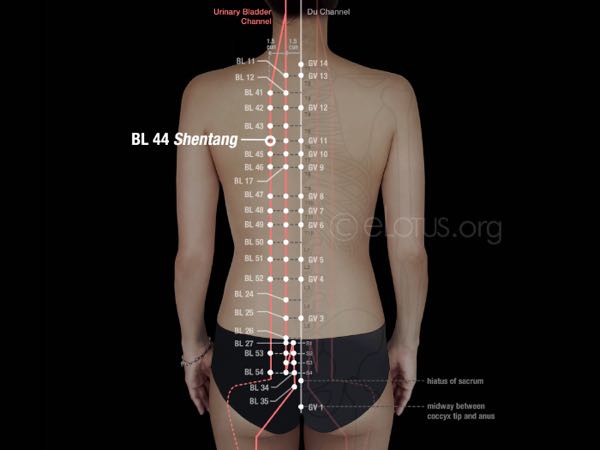 Urinary Bladder
Channel
Du Channel
1.5
cun
1.5
cun
BL 11
GV 14
GV 13
BL 12
BL 41
BL 42
GV 12
BL 43
BL 44 Shentang
GV 11
BL 45
GV 10
BL 46
GV 9
BL 17
BL 47
GV 8
BL 48
GV 7
BL 49
GV 6
© eLOTUS.org
BL 50
BL 51
GV 5
BL 52
GV 4
BL 24
BL 25
GV 3
BL 26
BL 27
S1
BL 53
S2
S3
BL 54
S4
BL 34
hiatus of sacrum
BL 35
GV 1
midway between
coccyx tip and anus